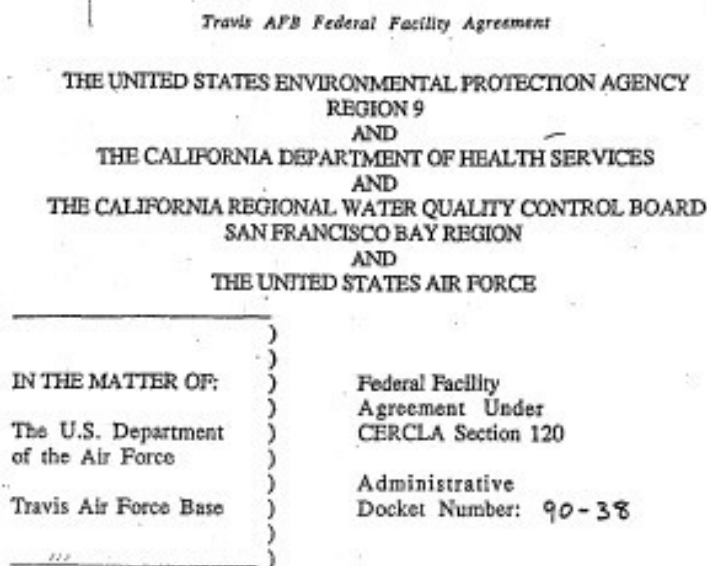 Travis AFB Federal Facility Agreement
THE UNITED STATES ENVIRONMENTAL PROTECTION AGENCY
REGION 9
AND
THE CALIFORNIA DEPARTMENT OF HEALTH SERVICES
AND
THE CALIFORNIA REGIONAL WATER QUALITY CONTROL BOARD
SAN FRANCISCO BAY REGION
AND
THE UNITED STATES AIR FORCE
)
)
IN THE MATTER OF: ) Federal Facility
) Agreement Under
The U.S. Department ) CERCLA Section 120
of the Air Force )
) Administrative
Travis Air Force Base ) Docket Number: 90-38
)
)